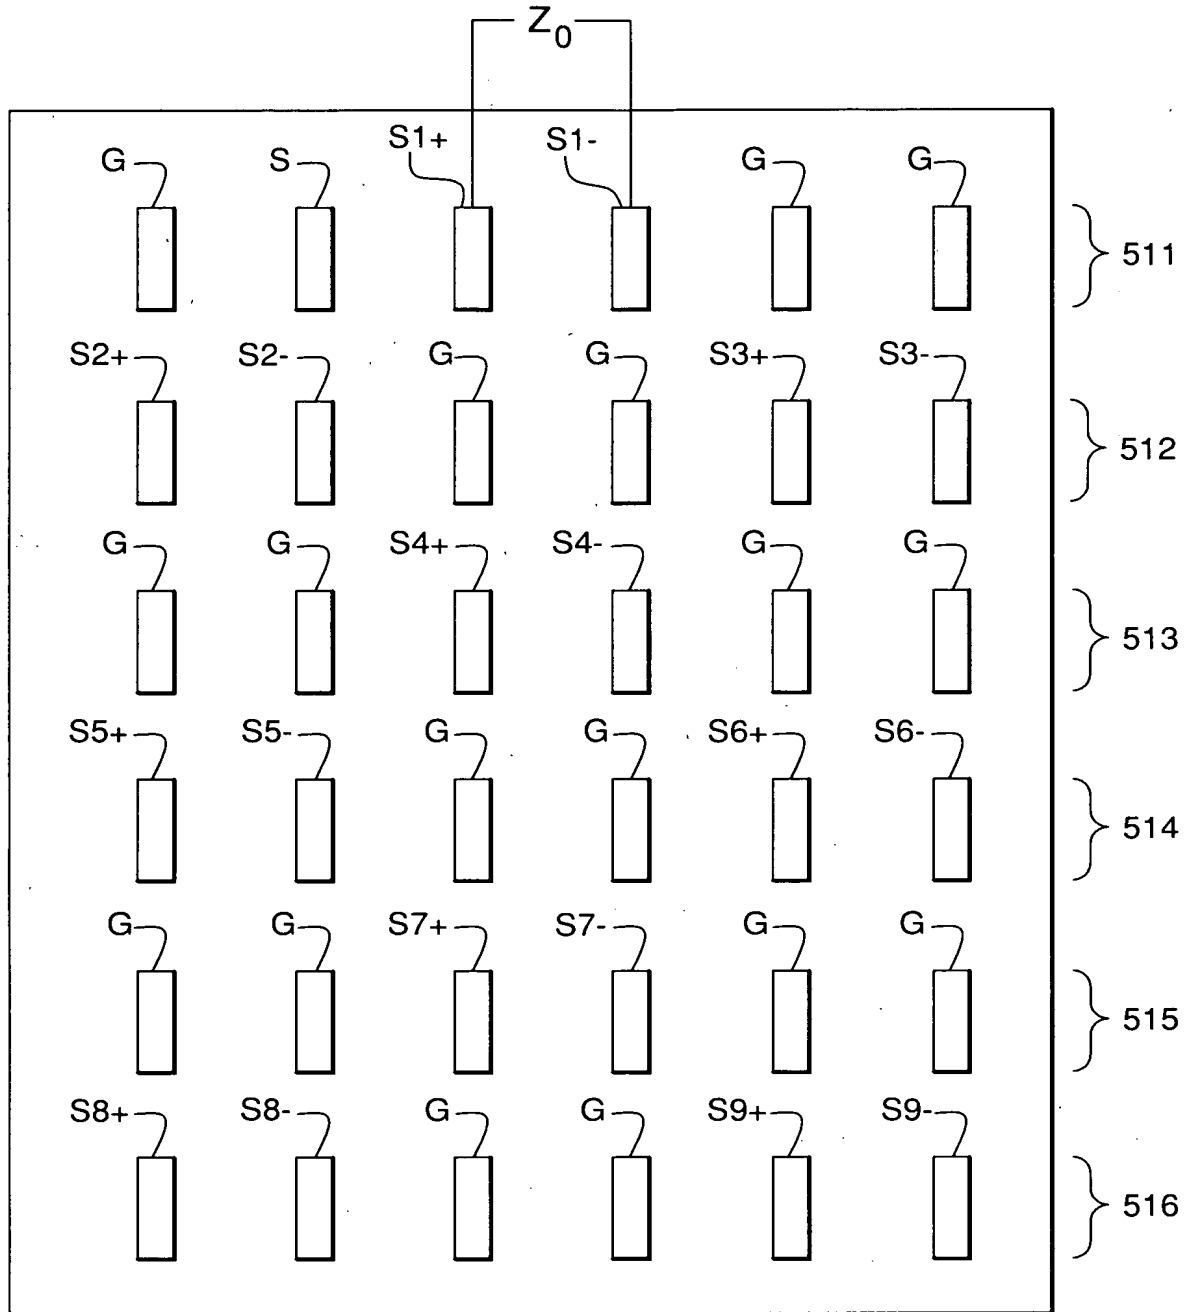 Z0
G S S1+ S1- G G
511
S2+ S2- G G S3+ S3-
512
G G S4+ S4- G G
513
S5+ S5- G G S6+ S6-
514
G G S7+ S7- G G
515
S8+ S8- G G S9+ S9-
516